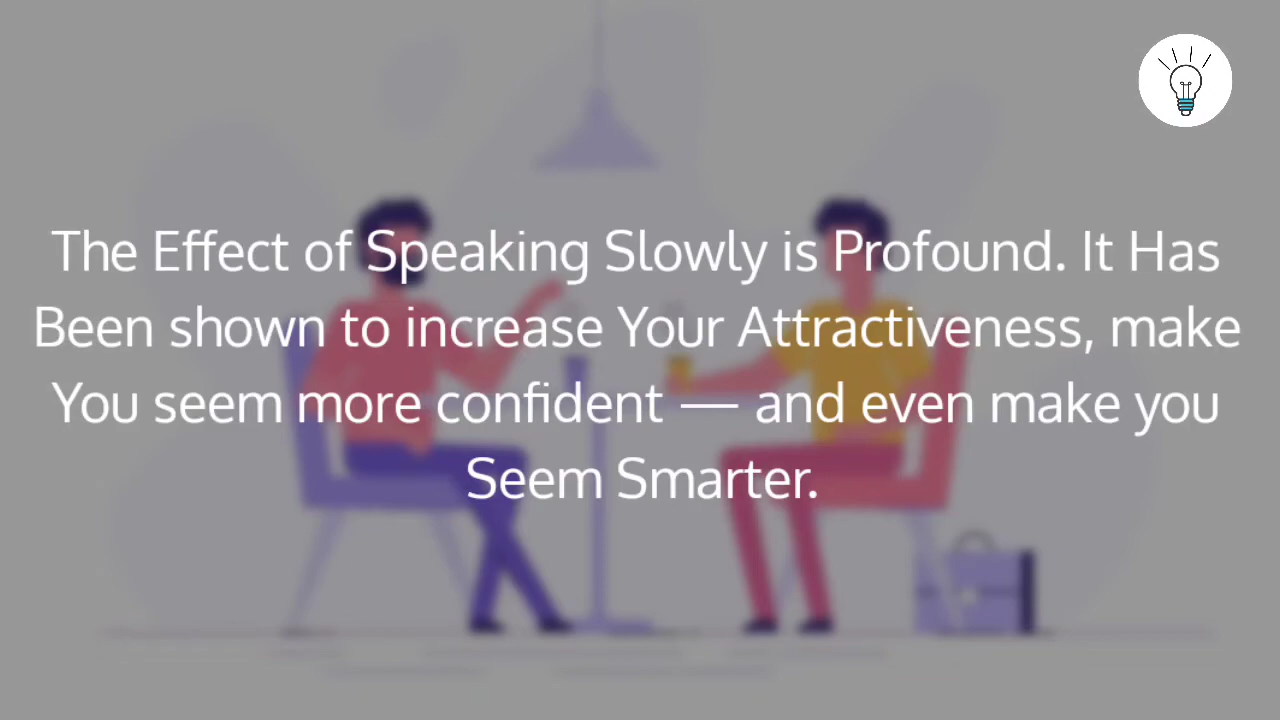 The Effect of Speaking Slowly is Profound. It Has
Been shown to increase Your Attractiveness, make
You seem more confident — and even make you
Seem Smarter.